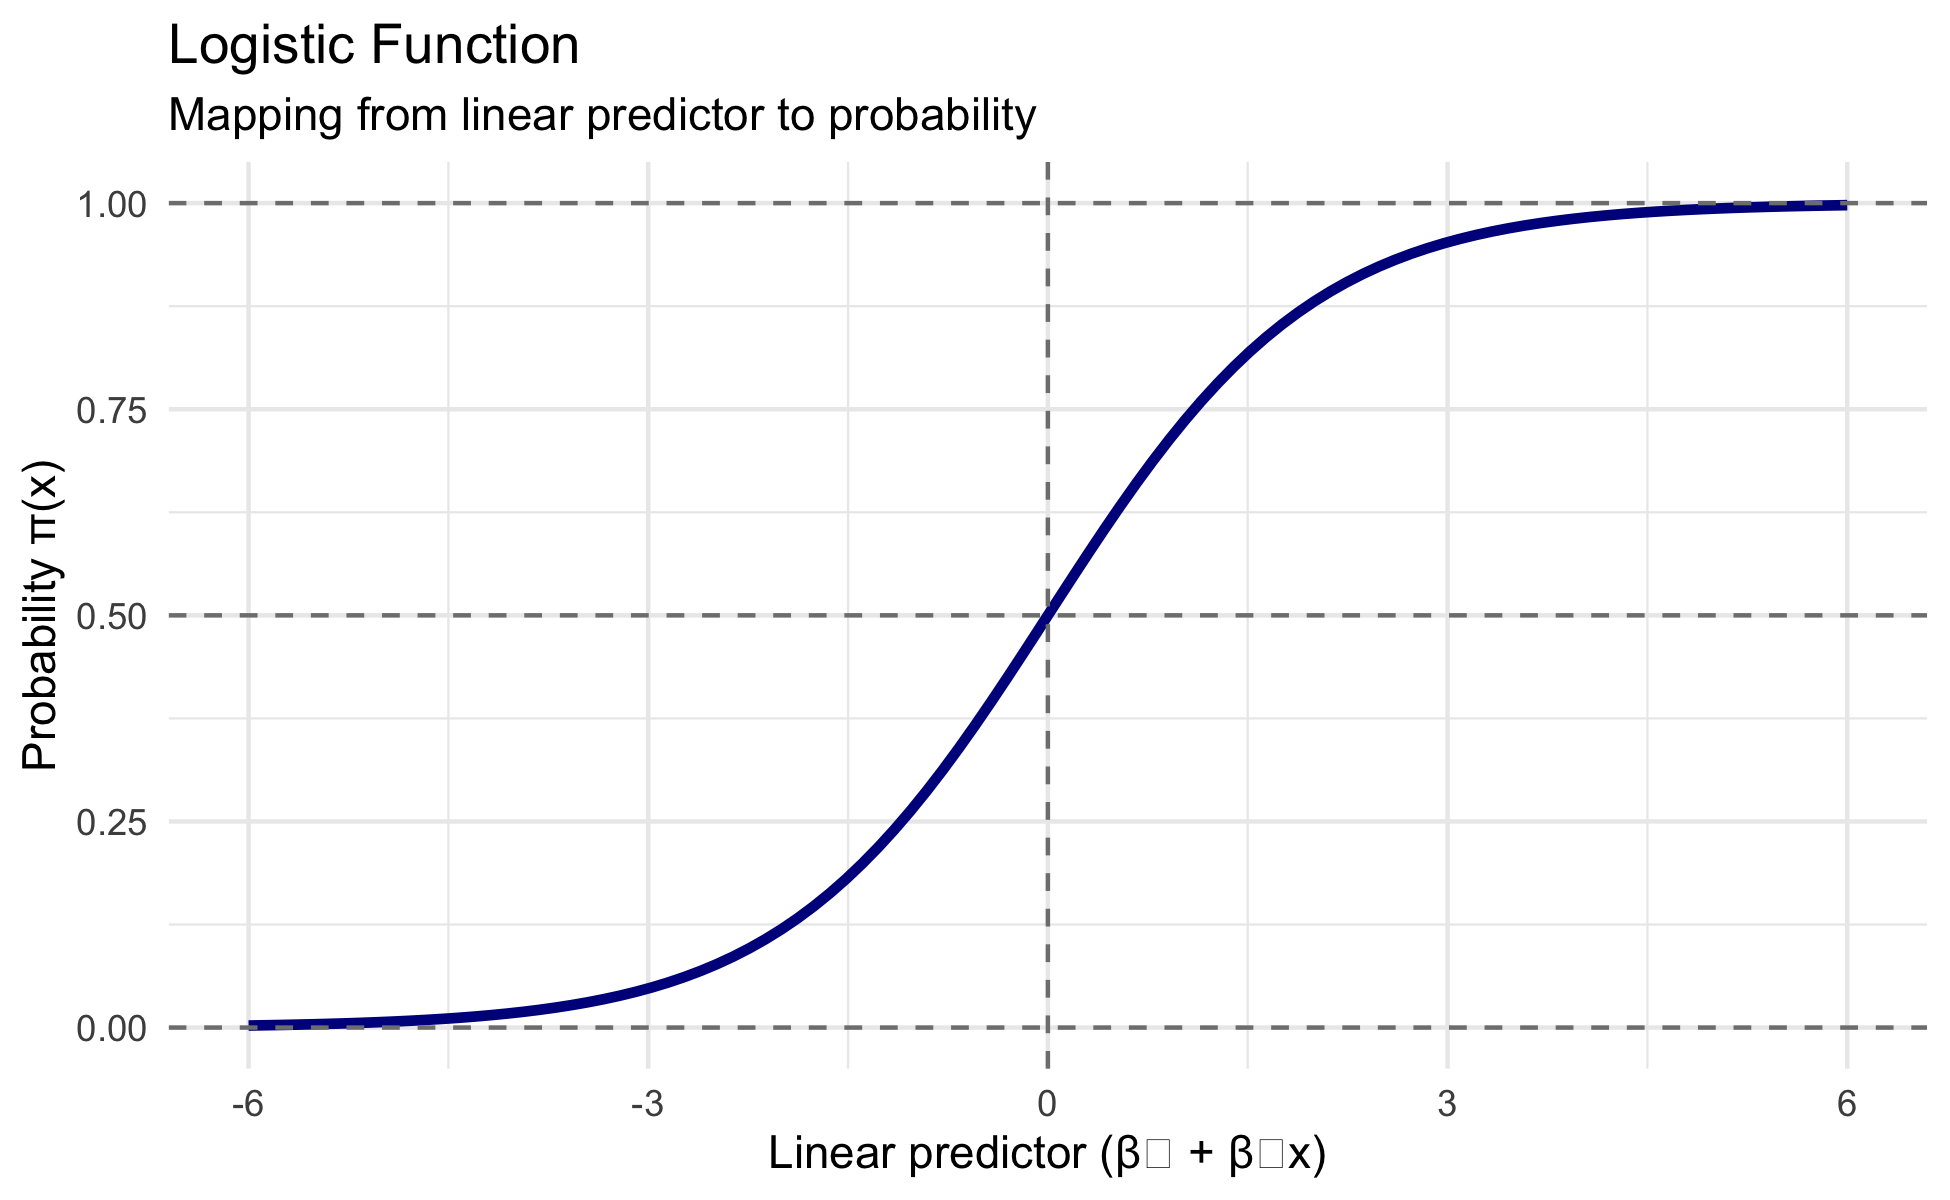 Logistic Function
Mapping from linear predictor to probability
1.00
0.75
0.50
0.25
0.00
Probability π(x)
-6 -3 0 3 6
Linear predictor (β□ + β□x)